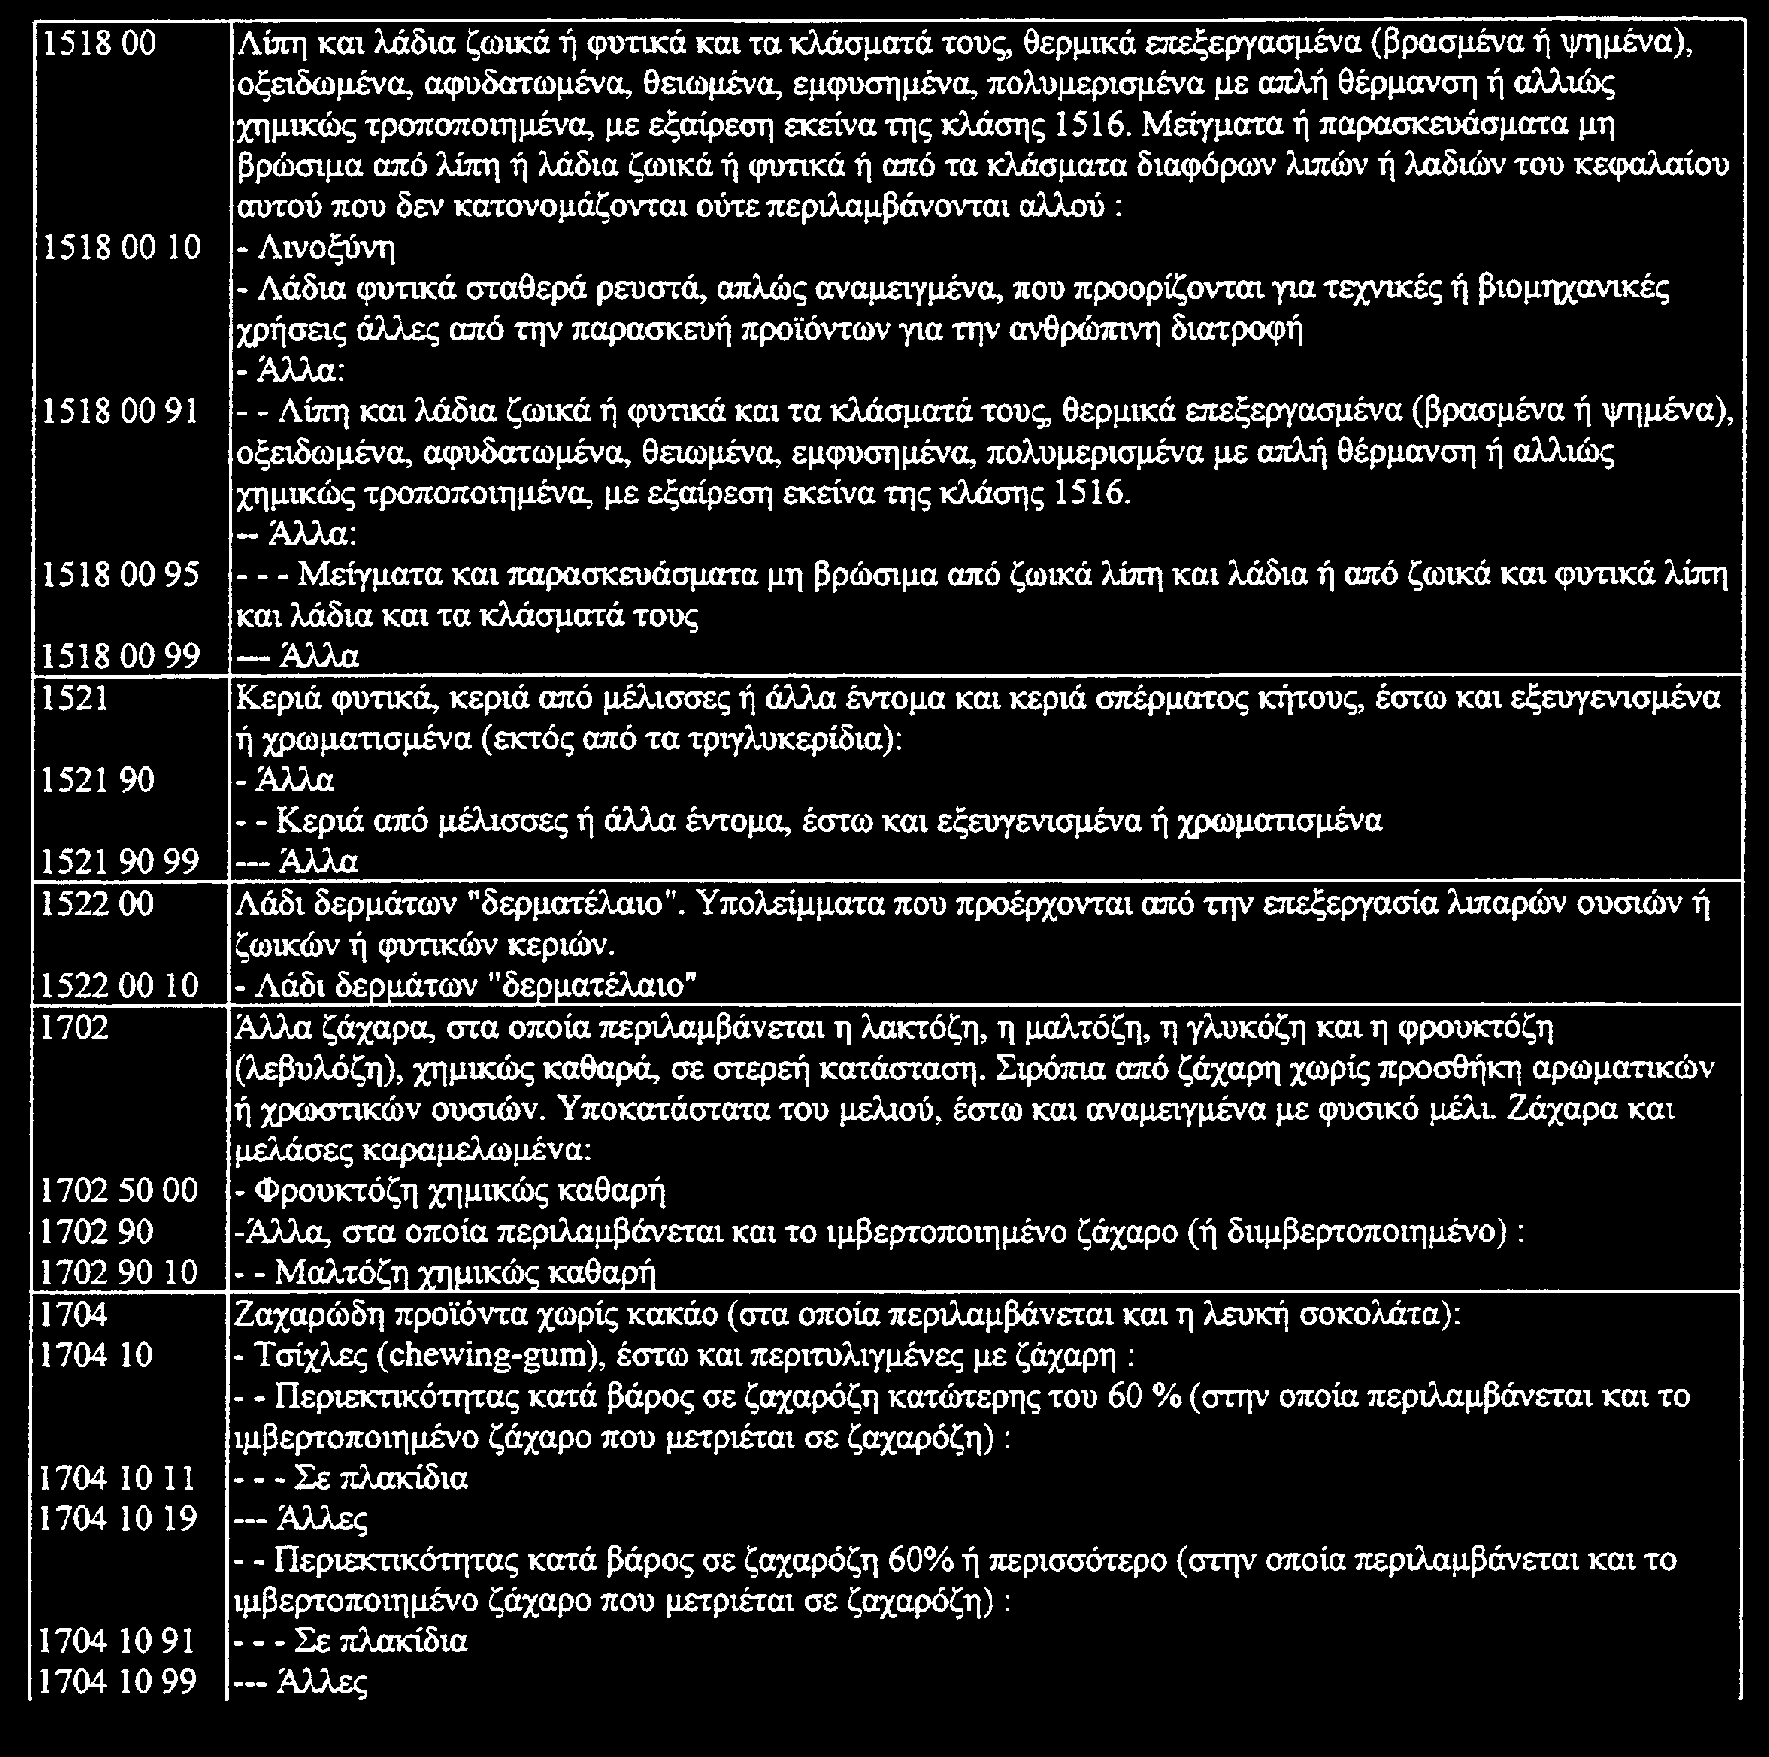 1518 00 Λίπη και λάδια ζωικά ή φυτικά και τα κλάσματά τους, θερμικά επεξεργασμένα (βρασμένα ή ψημένα),
οξειδωμένα, αφυδατωμένα, θειωμένα, εμφυσημένα, πολυμερισμένα με απλή θέρμανση ή αλλιώς
χημικώς τροποποιημένα, με εξαίρεση εκείνα της κλάσης 1516. Μείγματα ή παρασκευάσματα μη
βρώσιμα από λίπη ή λάδια ζωικά ή φυτικά ή από τα κλάσματα διαφόρων λιπών ή λαδιών του κεφαλαίου
αυτού που δεν κατονομάζονται ούτε περιλαμβάνονται αλλού :
1518 00 10 - Λινοξύνη
- Λάδια φυτικά σταθερά ρευστά, απλώς αναμειγμένα, που προορίζονται για τεχνικές ή βιομηχανικές
χρήσεις άλλες από την παρασκευή προϊόντων για την ανθρώπινη διατροφή
- Άλλα:
1518 00 91 - - Λίπη και λάδια ζωικά ή φυτικά και τα κλάσματά τους, θερμικά επεξεργασμένα (βρασμένα ή ψημένα),
οξειδωμένα, αφυδατωμένα, θειωμένα, εμφυσημένα, πολυμερισμένα με απλή θέρμανση ή αλλιώς
χημικώς τροποποιημένα, με εξαίρεση εκείνα της κλάσης 1516.
-- Άλλα:
1518 00 95 - - - Μείγματα και παρασκευάσματα μη βρώσιμα από ζωικά λίπη και λάδια ή από ζωικά και φυτικά λίπη
και λάδια και τα κλάσματά τους
1518 00 99 --- Άλλα
1521 Κεριά φυτικά, κεριά από μέλισσες ή άλλα έντομα και κεριά σπέρματος κήτους, έστω και εξευγενισμένα
ή χρωματισμένα (εκτός από τα τριγλυκερίδια):
1521 90 - Άλλα
- - Κεριά από μέλισσες ή άλλα έντομα, έστω και εξευγενισμένα ή χρωματισμένα
1521 90 99 --- Άλλα
1522 00 Λάδι δερμάτων "δερματέλαιο". Υπολείμματα που προέρχονται από την επεξεργασία λιπαρών ουσιών ή
ζωικών ή φυτικών κεριών.
1522 00 10 - Λάδι δερμάτων "δερματέλαιο"
1702 Άλλα ζάχαρα, στα οποία περιλαμβάνεται η λακτόζη, η μαλτόζη, η γλυκόζη και η φρουκτόζη
(λεβυλόζη), χημικώς καθαρά, σε στερεή κατάσταση. Σιρόπια από ζάχαρη χωρίς προσθήκη αρωματικών
ή χρωστικών ουσιών. Υποκατάστατα του μελιού, έστω και αναμειγμένα με φυσικό μέλι. Ζάχαρα και
μελάσες καραμελωμένα:
1702 50 00 - Φρουκτόζη χημικώς καθαρή
1702 90 -Άλλα, στα οποία περιλαμβάνεται και το ιμβερτοποιημένο ζάχαρο (ή διιμβερτοποιημένο) :
1702 90 10 - - Μαλτόζη χημικώς καθαρή
1704 Ζαχαρώδη προϊόντα χωρίς κακάο (στα οποία περιλαμβάνεται και η λευκή σοκολάτα):
1704 10 - Τσίχλες (chewing-gum), έστω και περιτυλιγμένες με ζάχαρη :
- - Περιεκτικότητας κατά βάρος σε ζαχαρόζη κατώτερης του 60 % (στην οποία περιλαμβάνεται και το
ιμβερτοποιημένο ζάχαρο που μετριέται σε ζαχαρόζη) :
1704 10 11 - - - Σε πλακίδια
1704 10 19 --- Άλλες
- - Περιεκτικότητας κατά βάρος σε ζαχαρόζη 60% ή περισσότερο (στην οποία περιλαμβάνεται και το
ιμβερτοποιημένο ζάχαρο που μετριέται σε ζαχαρόζη) :
1704 10 91 - - - Σε πλακίδια
1704 10 99 --- Άλλες